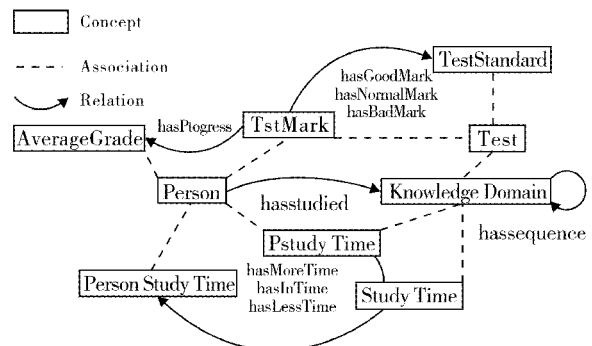 Concept
Association
Relation
TestStandard
hasGoodMark
hasNormalMark
hasBadMark
hasPtogress
TstMark
AverageGrade
Test
Person
hasstudied
Knowledge Domain
hassequence
Pstudy Time
hasMoreTime
hasInTime
hasLessTime
Person Study Time
Study Time